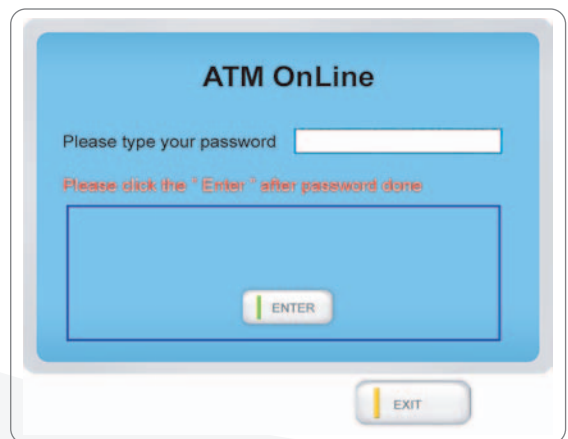 ATM OnLine
Please type your password
Please click the " Enter " after password done
ENTER
EXIT